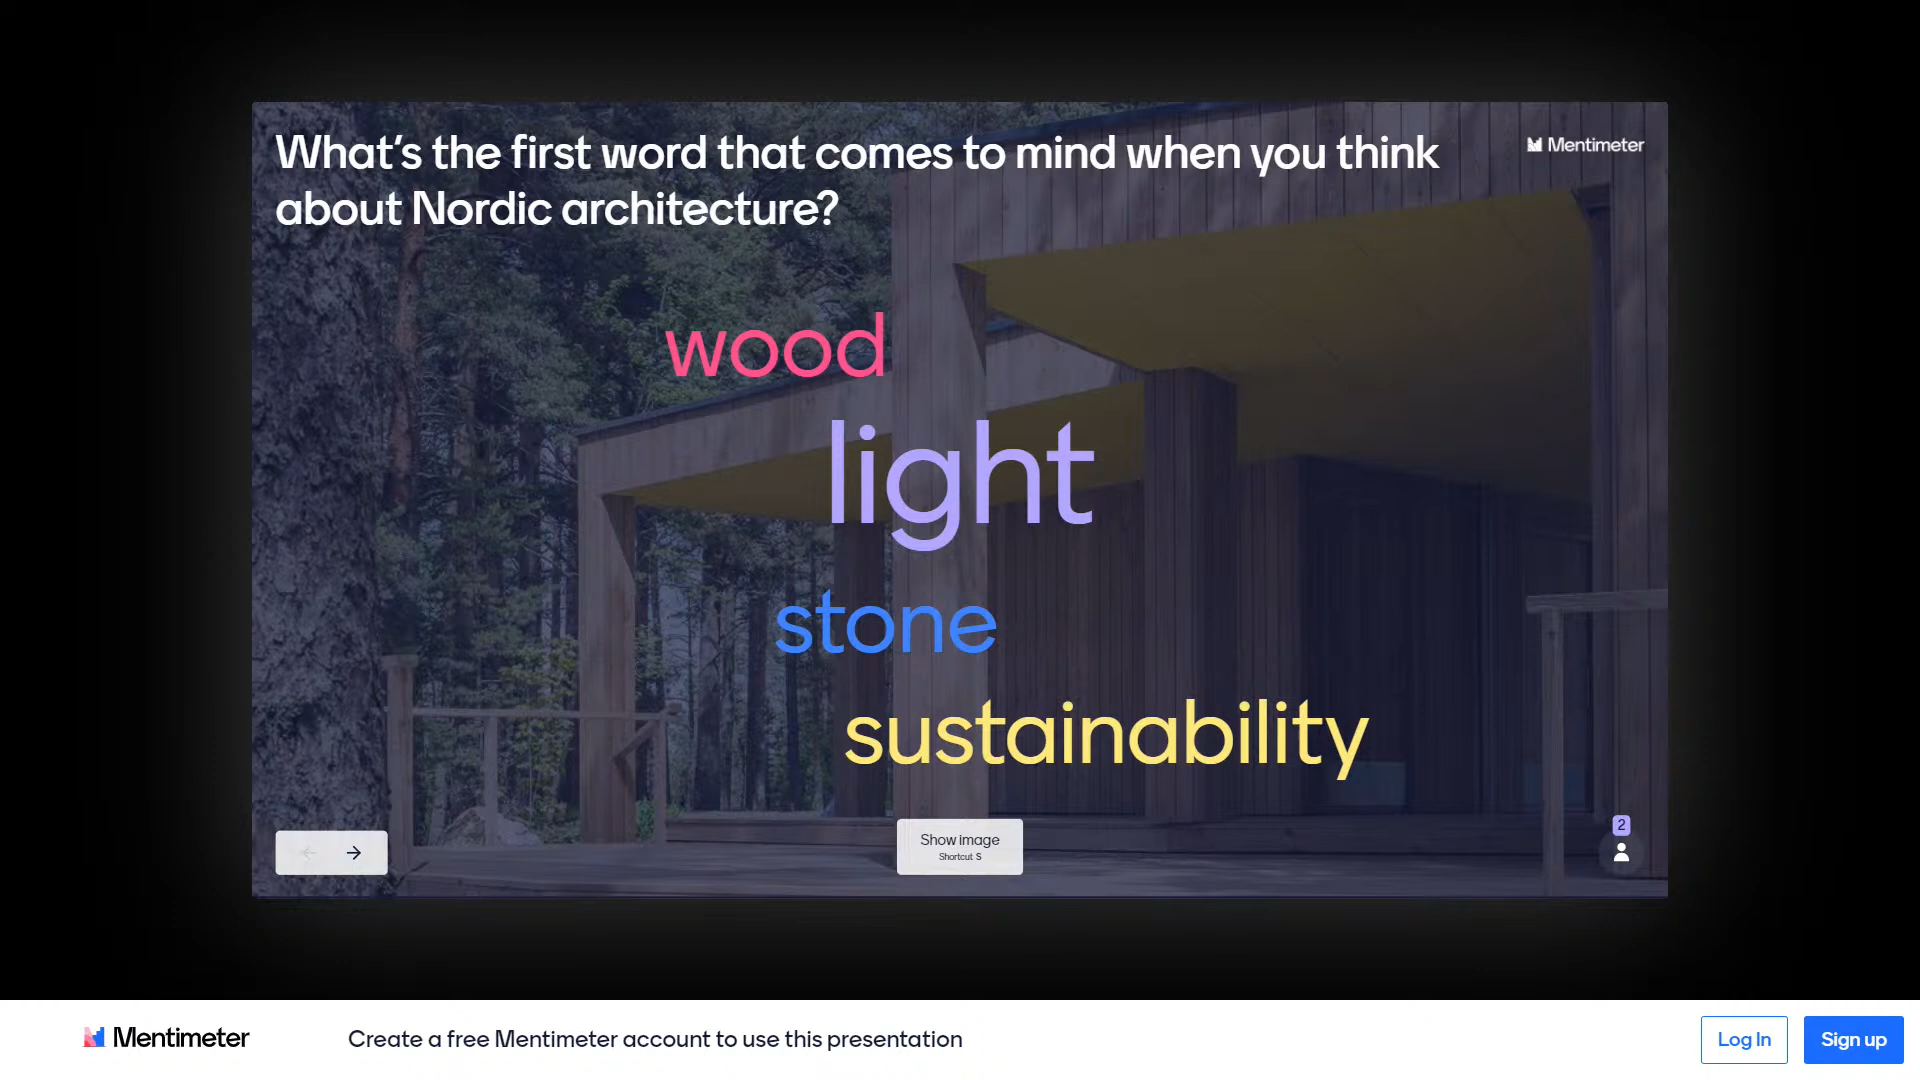 What's the first word that comes to mind when you think
about Nordic architecture?
Mentimeter
wood
light
stone
sustainability
Show image
Shortcut S
2
Mentimeter
Create a free Mentimeter account to use this presentation
Log In
Sign up